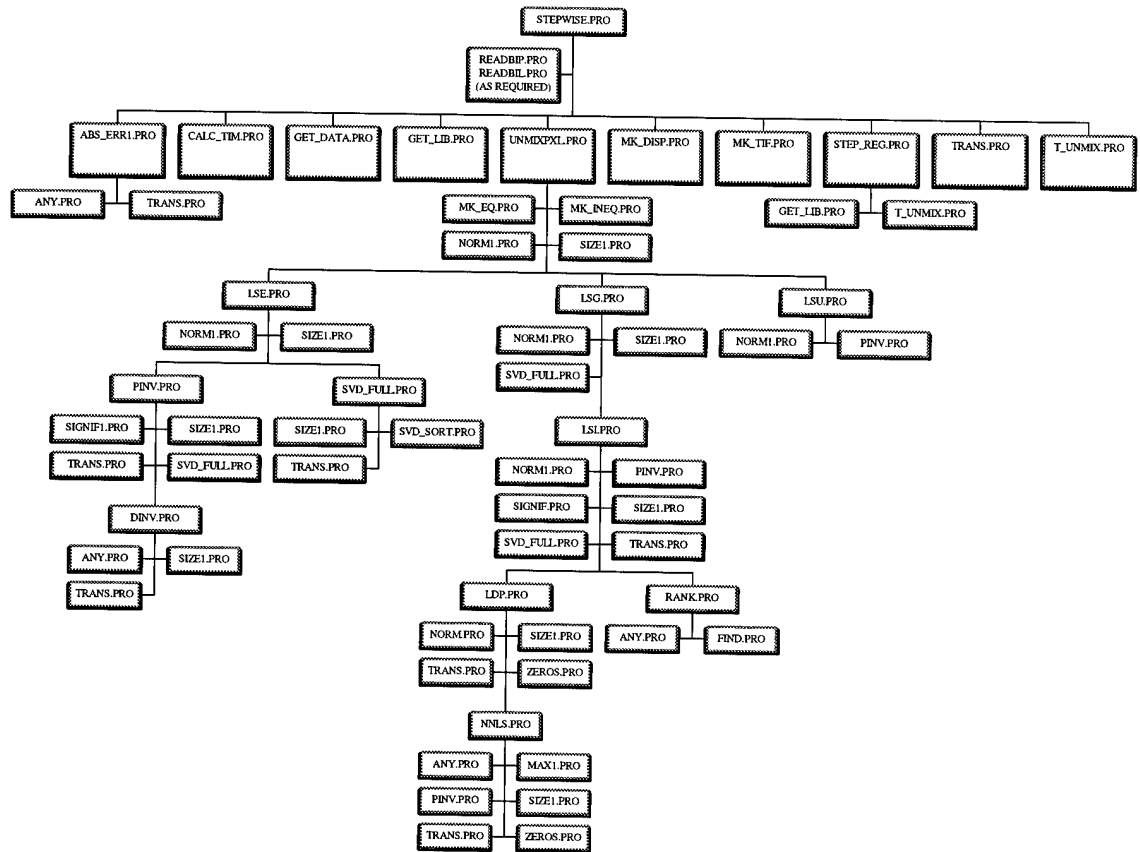 STEPWISE.PRO
READBIP.PRO
READBIL.PRO
(AS REQUIRED)
ABS_ERR1.PRO
CALC_TIM.PRO
GET_DATA.PRO
GET_LIB.PRO
UNMIXPXL.PRO
MK_DISP.PRO
MK_TIF.PRO
STEP_REG.PRO
TRANS.PRO
T_UNMIX.PRO
ANY.PRO
TRANS.PRO
MK_EQ.PRO
MK_INEQ.PRO
GET_LIB.PRO
T_UNMIX.PRO
NORM1.PRO
SIZE1.PRO
LSE.PRO
LSG.PRO
LSU.PRO
NORM1.PRO
SIZE1.PRO
NORM1.PRO
SIZE1.PRO
NORM1.PRO
PINV.PRO
PINV.PRO
SVD_FULL.PRO
SVD_FULL.PRO
SIGNIF1.PRO
SIZE1.PRO
SIZE1.PRO
SVD_SORT.PRO
LSI.PRO
TRANS.PRO
SVD_FULL.PRO
TRANS.PRO
NORM1.PRO
PINV.PRO
DINV.PRO
SIGNIF.PRO
SIZE1.PRO
ANY.PRO
SIZE1.PRO
SVD_FULL.PRO
TRANS.PRO
TRANS.PRO
LDP.PRO
RANK.PRO
NORM.PRO
SIZE1.PRO
ANY.PRO
FIND.PRO
TRANS.PRO
ZEROS.PRO
NNLS.PRO
ANY.PRO
MAX1.PRO
PINV.PRO
SIZE1.PRO
TRANS.PRO
ZEROS.PRO